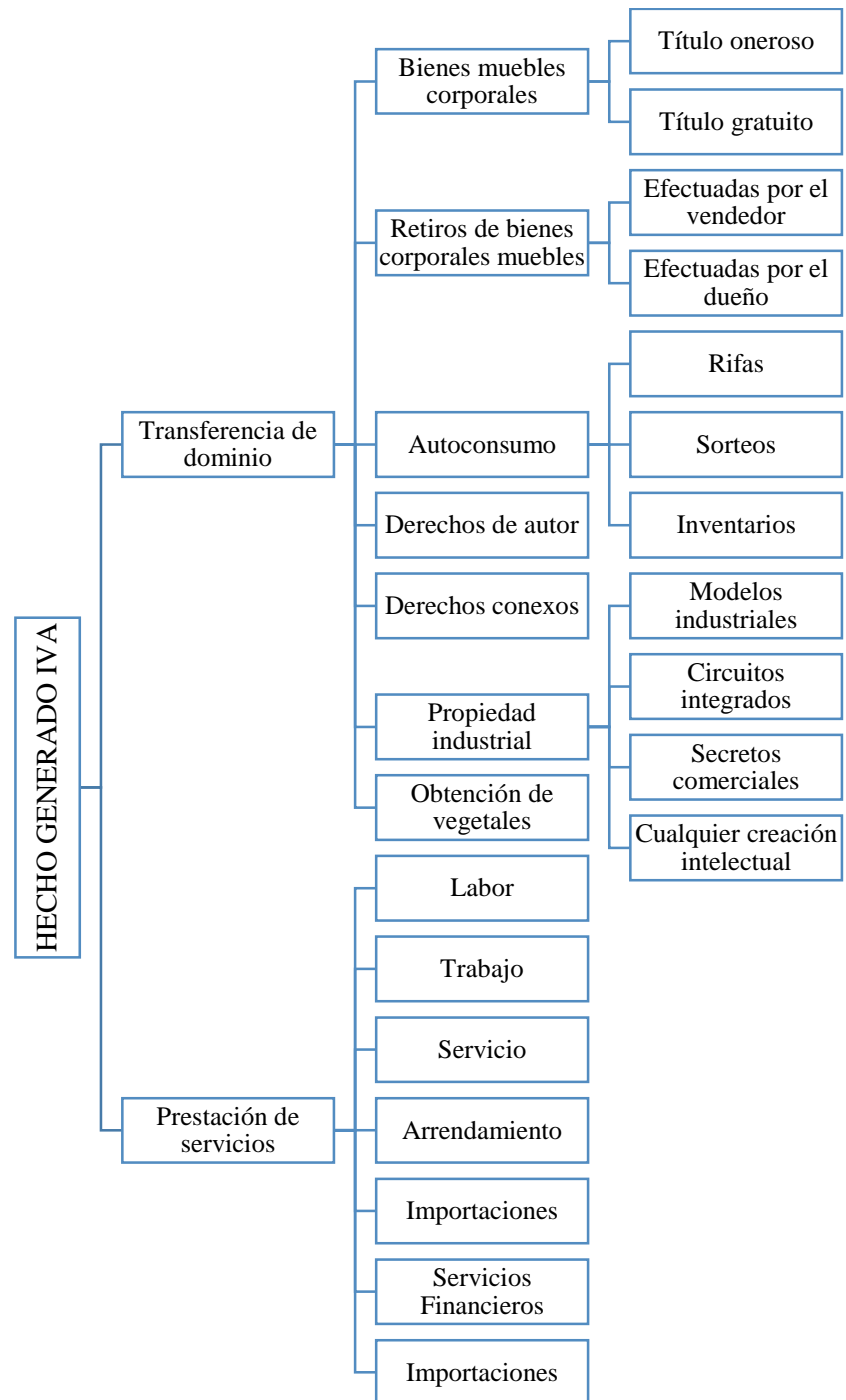 HECHO GENERADO IVA
Transferencia de
dominio
Bienes muebles
corporales
Título oneroso
Título gratuito
Retiros de bienes
corporales muebles
Efectuadas por el
vendedor
Efectuadas por el
dueño
Autoconsumo
Rifas
Sorteos
Inventarios
Derechos de autor
Derechos conexos
Propiedad
industrial
Modelos
industriales
Circuitos
integrados
Secretos
comerciales
Cualquier creación
intelectual
Obtención de
vegetales
Prestación de
servicios
Labor
Trabajo
Servicio
Arrendamiento
Importaciones
Servicios
Financieros
Importaciones